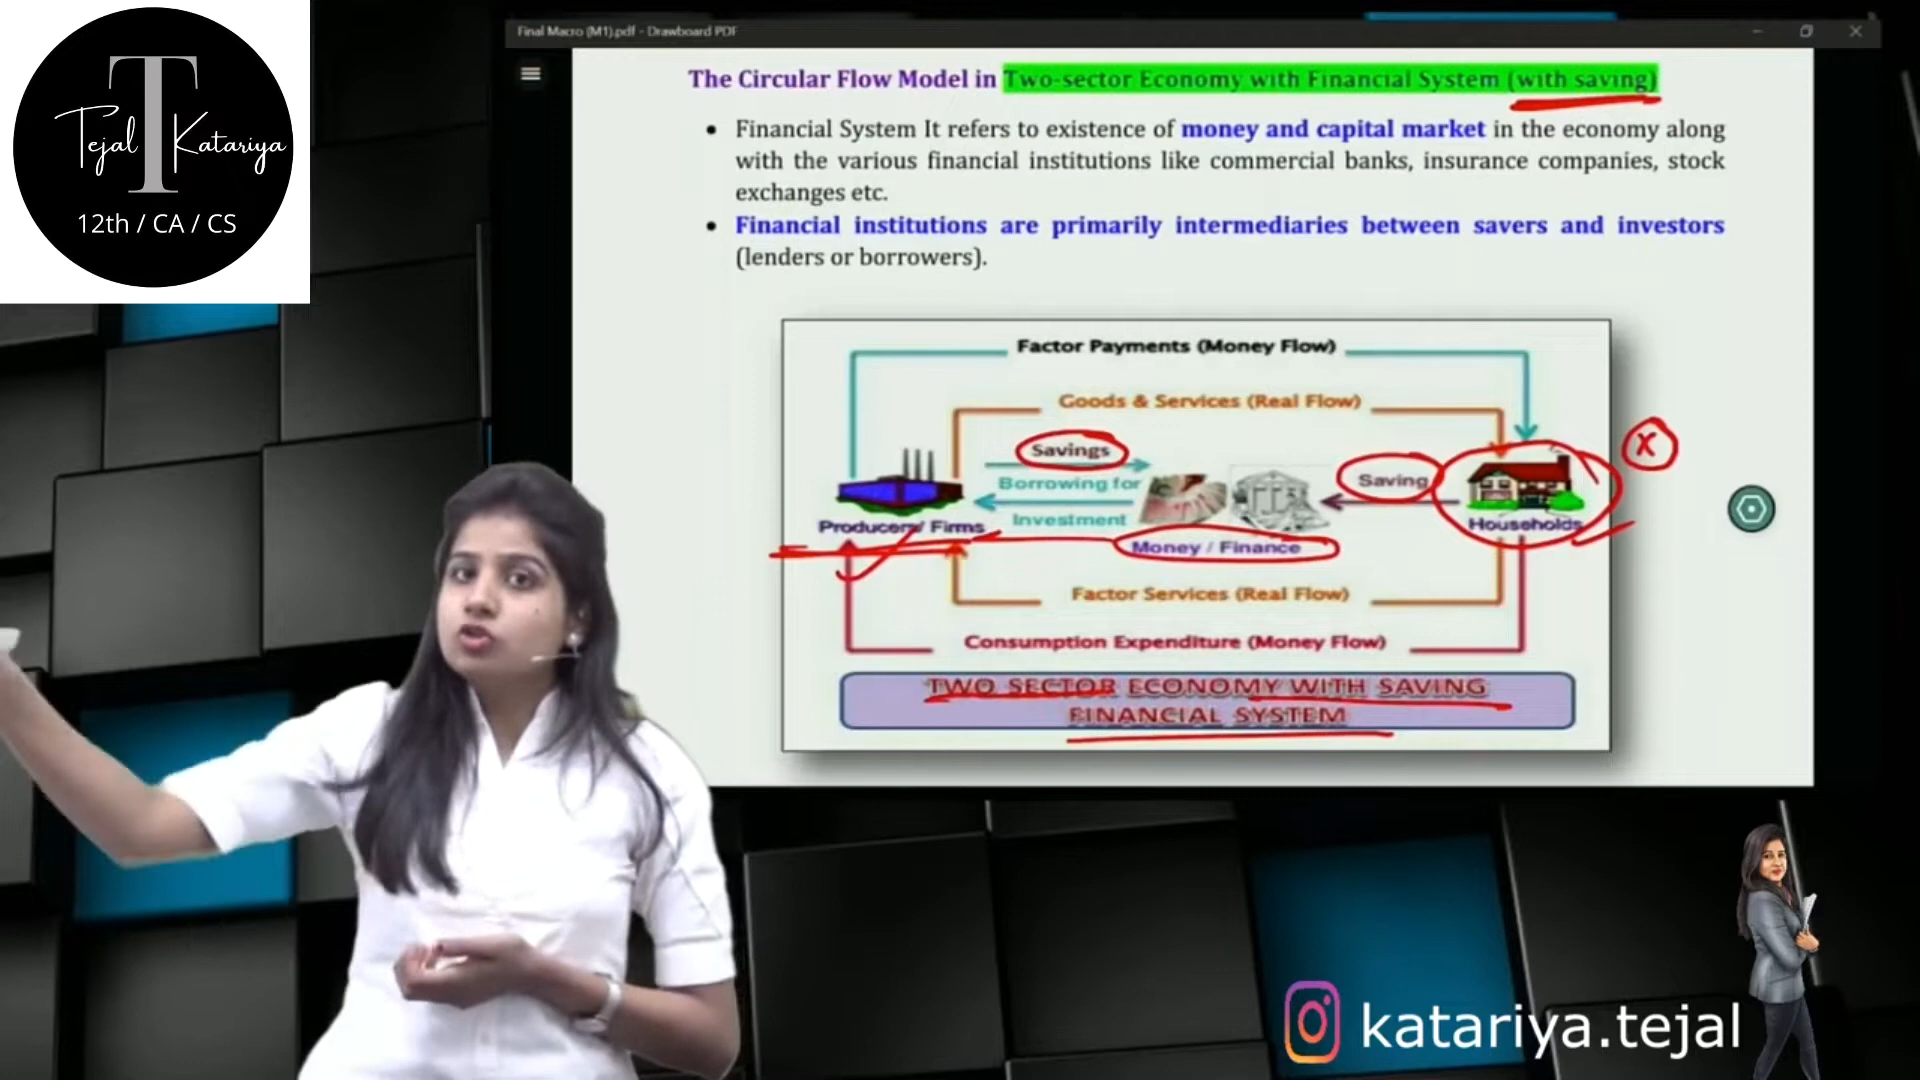 Tejal Katariya
T
12th / CA / CS
Final Macro (M1).pdf - Drawboard PDF
The Circular Flow Model in Two-sector Economy with Financial System (with saving)
• Financial System It refers to existence of money and capital market in the economy along
with the various financial institutions like commercial banks, insurance companies, stock
exchanges etc.
• Financial institutions are primarily intermediaries between savers and investors
(lenders or borrowers).
Factor Payments (Money Flow)
Goods & Services (Real Flow)
Savings
Borrowing for
Investment
Saving
X
Producers/ Firms
Households
Money / Finance
Factor Services (Real Flow)
Consumption Expenditure (Money Flow)
TWO SECTOR ECONOMY WITH SAVING
FINANCIAL SYSTEM
katariya.tejal